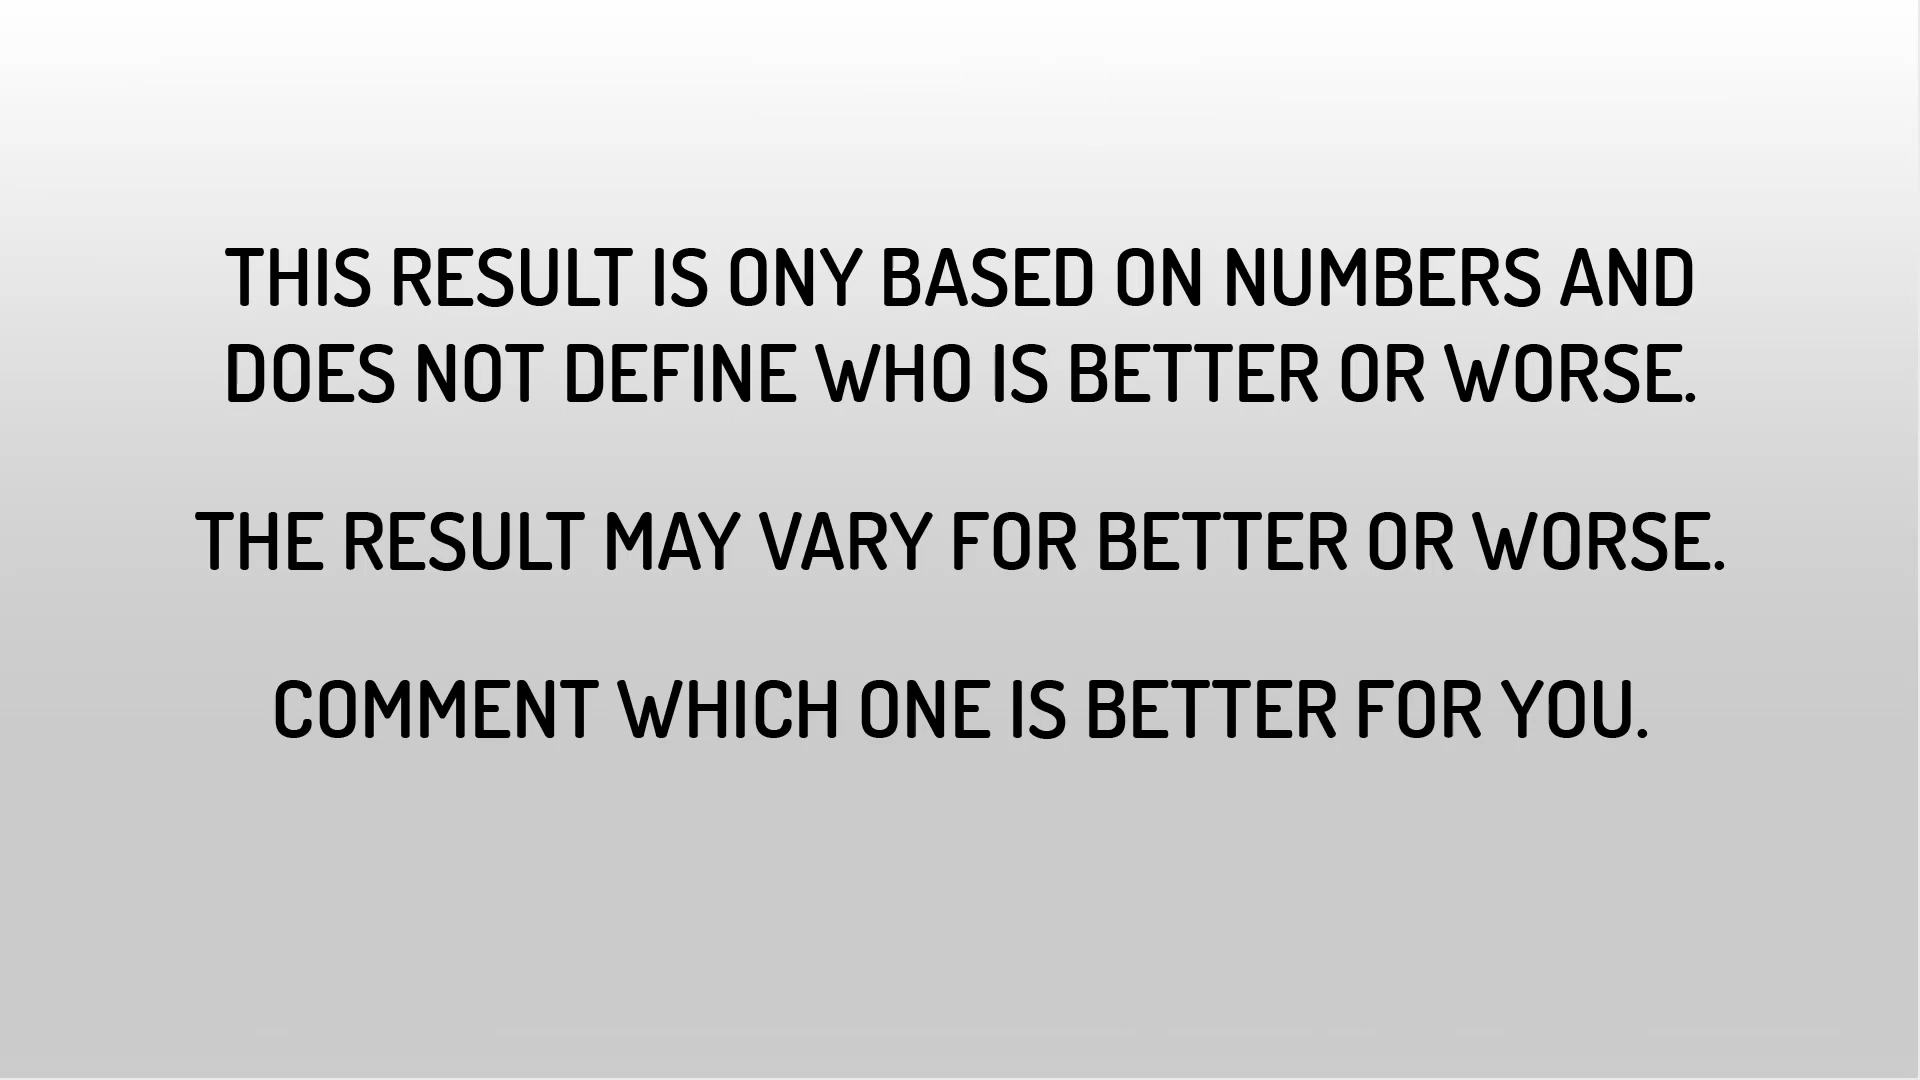 THIS RESULT IS ONY BASED ON NUMBERS AND
DOES NOT DEFINE WHO IS BETTER OR WORSE.
THE RESULT MAY VARY FOR BETTER OR WORSE.
COMMENT WHICH ONE IS BETTER FOR YOU.